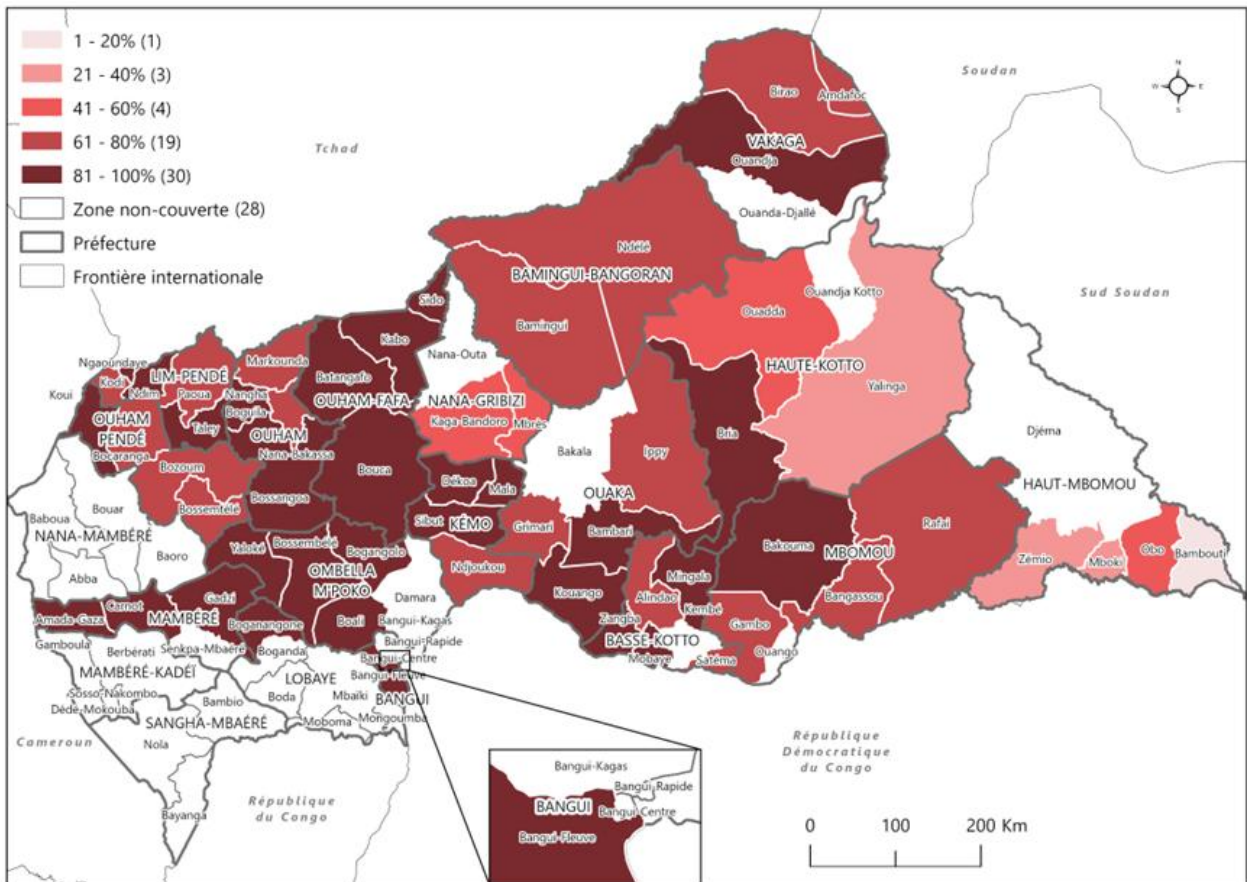 1 - 20% (1)
21 - 40% (3)
41 - 60% (4)
61 - 80% (19)
81 - 100% (30)
Zone non-couverte (28)
Préfecture
Frontière internationale
Soudan
N
W
E
S
Tchad
Birao
Amdafoc
VAKAGA
Ouandja
Ouanda-Djallé
Ndélé
BAMINGUI-BANGORAN
Bamingui
Ouandja Kotto
Ouadda
Sud Soudan
HAUTE-KOTTO
Yalinga
Sido
Kabo
Nana-Outa
Markounda
Ngaoundaye
LIM-PENDÉ
Kodi
Koui
Ndim
Paoua
Nangha
Batangafo
OUHAM-FAFA
NANA-GRIBIZI
Boguila
Taley
OUHAM
PENDÉ
OUHAM
Kaga-Bandoro
Mbrès
Nana-Bakassa
Bocaranga
Bria
Djéma
Bakala
Ippy
Bozoum
Bouca
Dékoa
Mala
HAUT-MBOMOU
Bossemtélé
Bossangoa
OUAKA
Bouar
Baboua
NANA-MAMBÉRÉ
Baoro
Abba
Sibut
KÉMO
Grimari
Bambari
Rafaï
Yaloké
Bossembélé
Bogangolo
OMBELLA
M'POKO
Ndjoukou
Bakouma
MBOMOU
Zémio
Mboki
Obo
Bambouti
Mingala
Kouango
Alindao
Bangassou
Gadzi
Carnot
MAMBÉRÉ
Amada-Gaza
Boganangone
Boali
Damara
Zangba
Kembé
Gambo
Bangui-Kagas
Bangui-Rapide
BASSE-KOTTO
Mobaye
Satéma
Ouango
Gamboula
Berbérati
Senkpa-Mbaéré
Boganda
Bangui-Centre
MAMBÉRÉ-KADÉÏ
LOBAYE
Bangui-Fleuve
Sosso-Nakombo
Boda
Mbaïki
BANGUI
Dédé-Mokouba
Bambio
SANGHA-MBAÉRÉ
Moboma
Mongoumba
Cameroun
Nola
République
Démocratique
du Congo
Bayanga
République
du Congo
Bangui-Kagas
Bangui-Rapide
BANGUI
Bangui-Centre
Bangui-Fleuve
0 100 200 Km